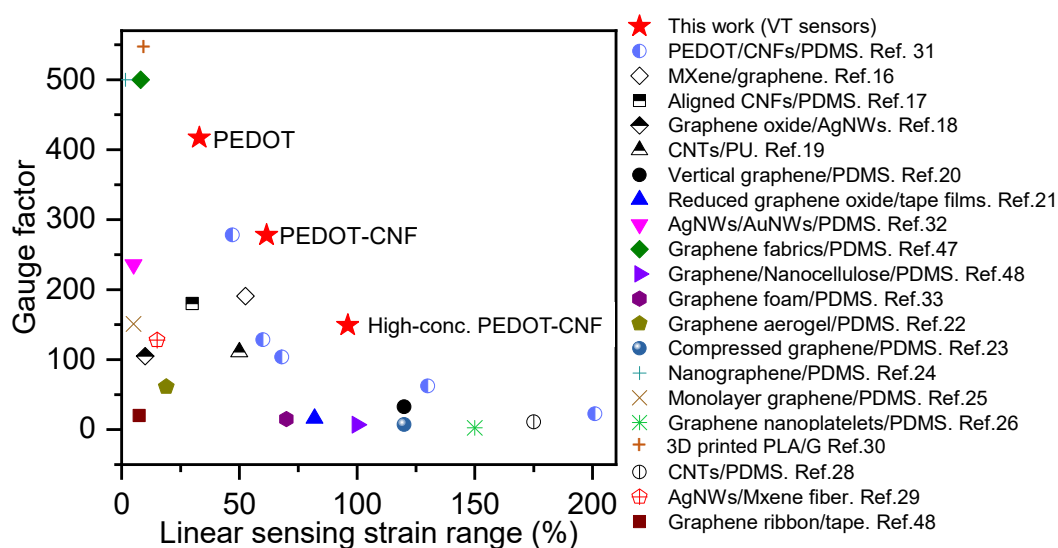 Gauge factor
500
400
300
200
100
0
0
50
100
150
200
Linear sensing strain range (%)
PEDOT
PEDOT-CNF
High-conc. PEDOT-CNF
This work (VT sensors)
PEDOT/CNFs/PDMS. Ref. 31
MXene/graphene. Ref.16
Aligned CNFs/PDMS. Ref.17
Graphene oxide/AgNWs. Ref.18
CNTs/PU. Ref.19
Vertical graphene/PDMS. Ref.20
Reduced graphene oxide/tape films. Ref.21
AgNWs/AuNWs/PDMS. Ref.32
Graphene fabrics/PDMS. Ref.47
Graphene/Nanocellulose/PDMS. Ref.48
Graphene foam/PDMS. Ref.33
Graphene aerogel/PDMS. Ref.22
Compressed graphene/PDMS. Ref.23
Nanographene/PDMS. Ref.24
Monolayer graphene/PDMS. Ref.25
Graphene nanoplatelets/PDMS. Ref.26
3D printed PLA/G Ref.30
CNTs/PDMS. Ref.28
AgNWs/Mxene fiber. Ref.29
Graphene ribbon/tape. Ref.48